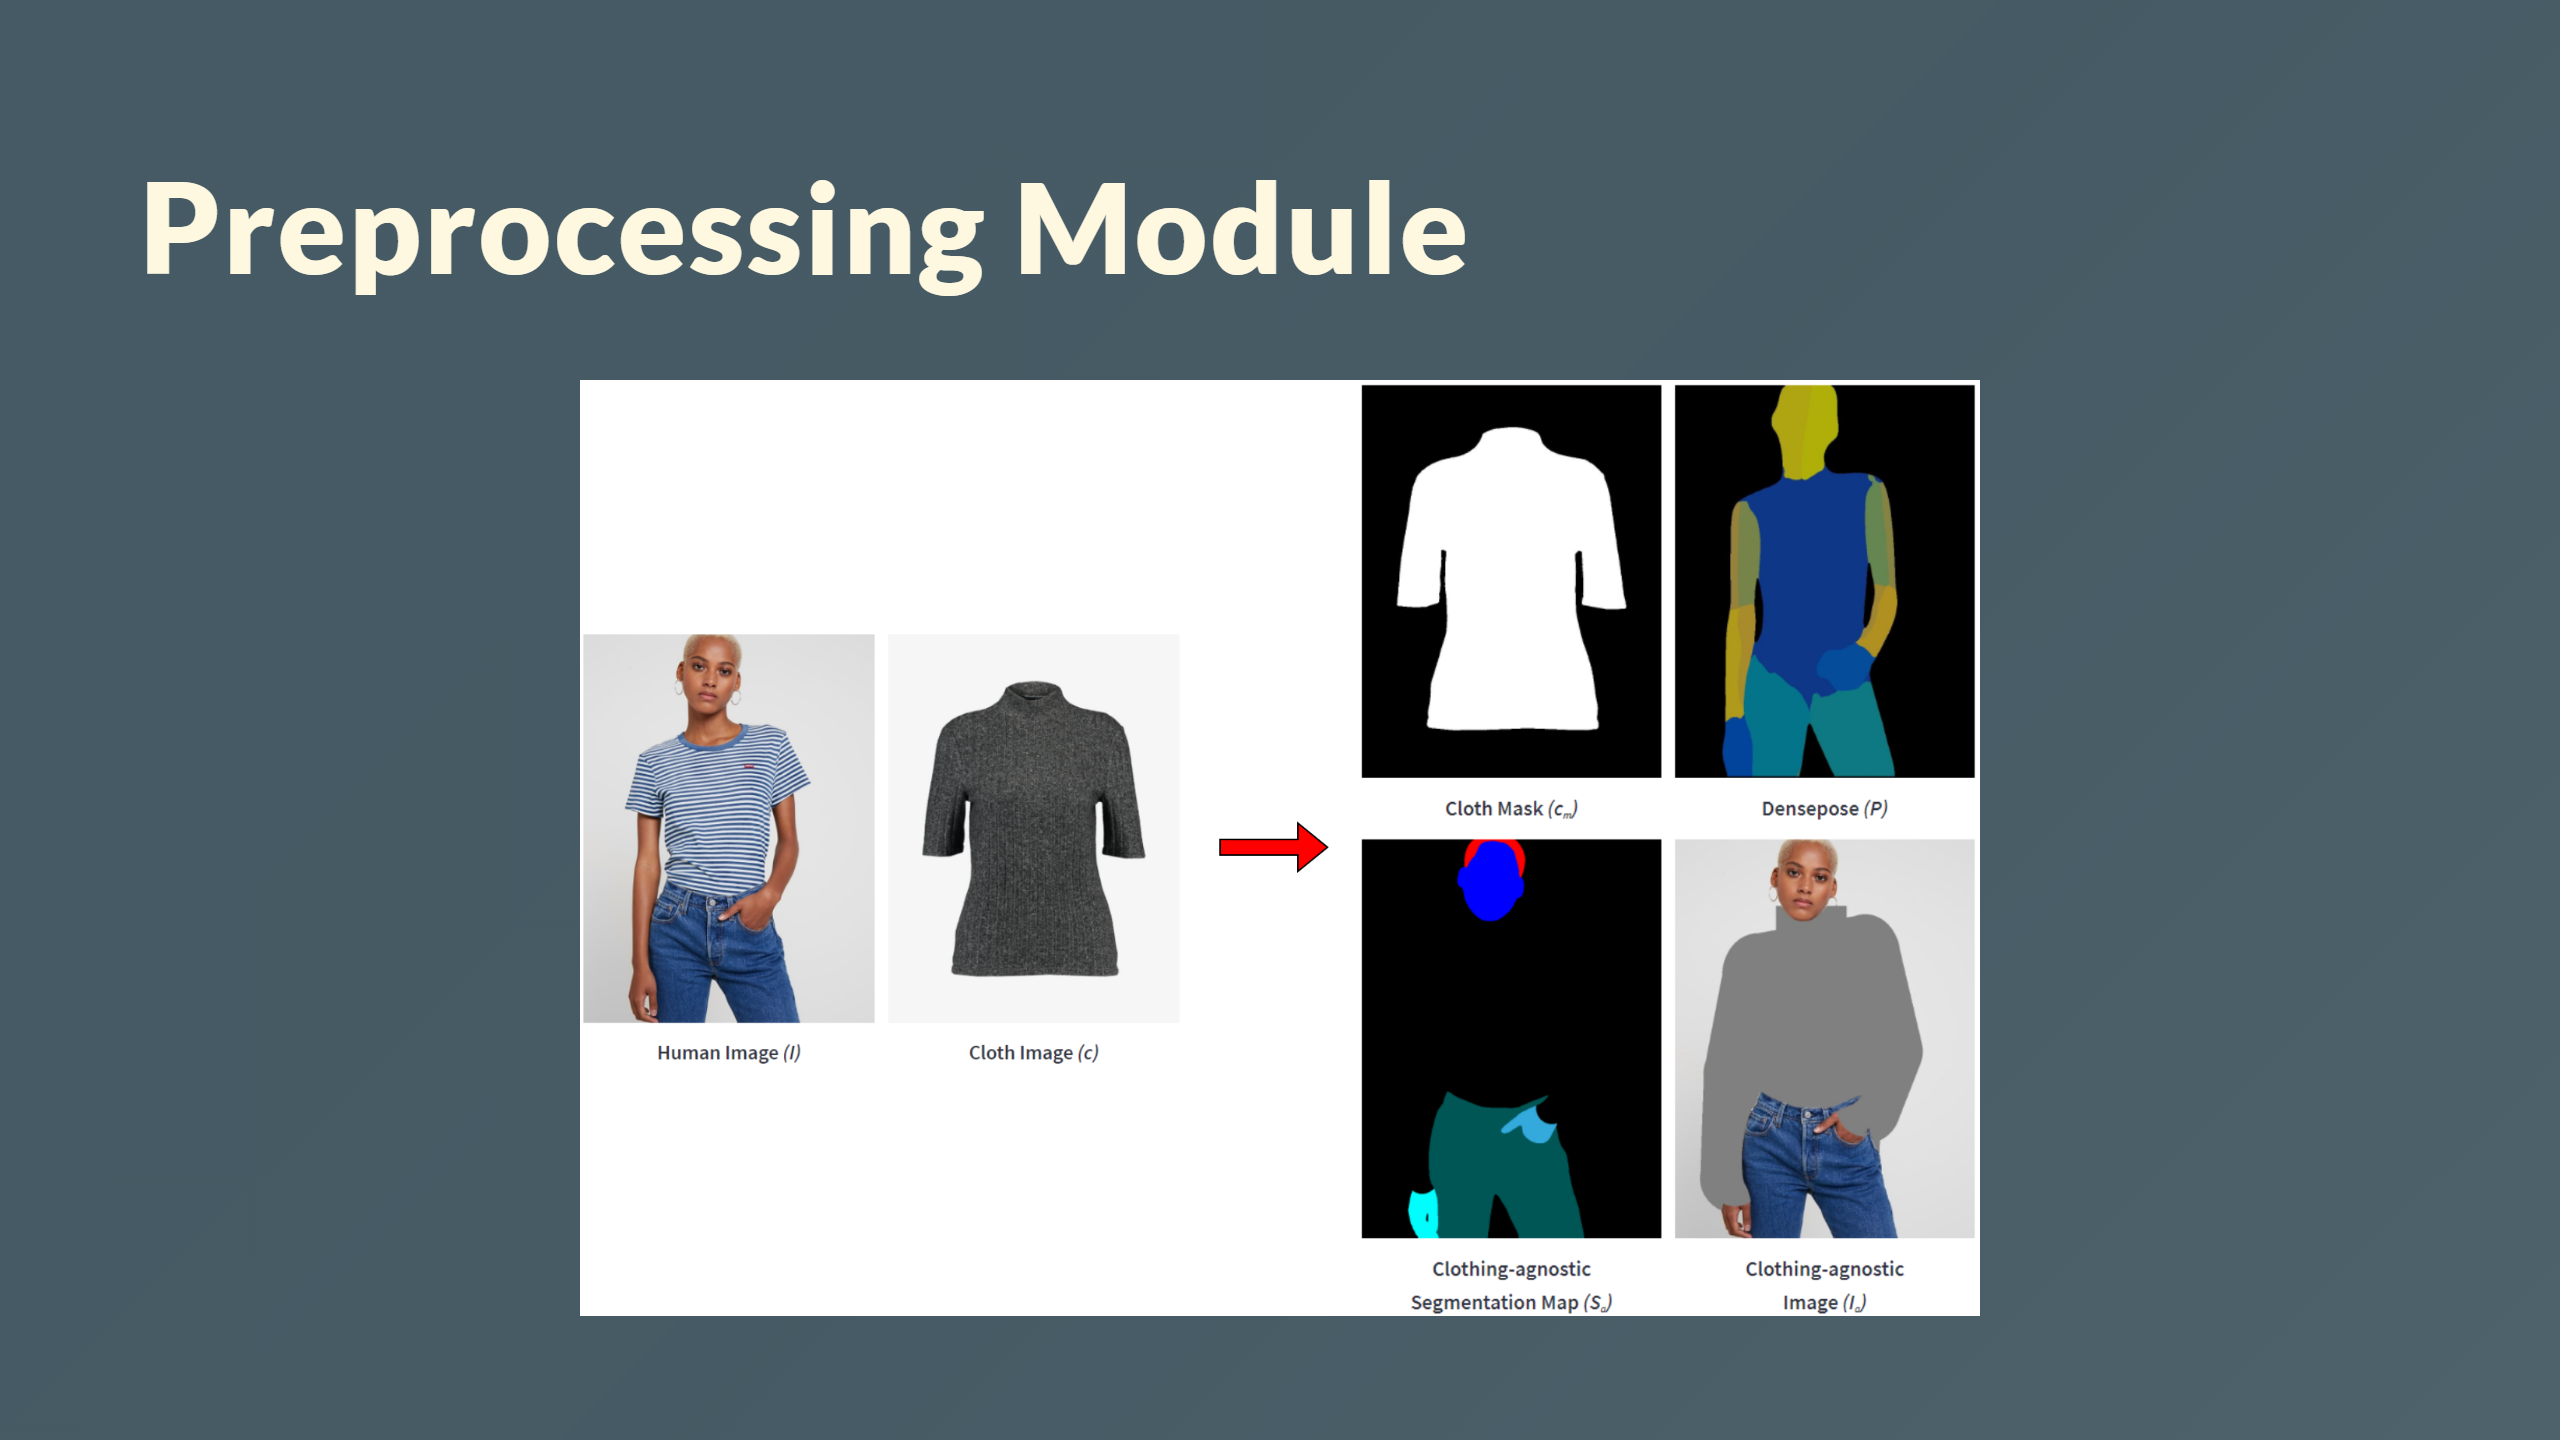 Preprocessing Module
Cloth Mask (cₘ)
Densepose (P)
Human Image (I)
Cloth Image (c)
Clothing-agnostic
Segmentation Map (Sₐ)
Clothing-agnostic
Image (Iₐ)